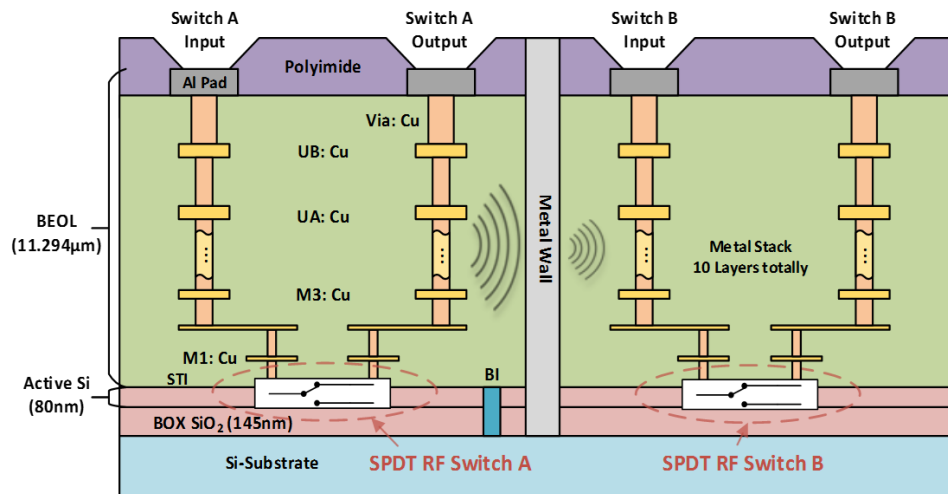 Switch A
Input
Switch A
Output
Switch B
Input
Switch B
Output
Polyimide
Al Pad
Via: Cu
UB: Cu
UA: Cu
BEOL
(11.294μm)
Metal Wall
Metal Stack
10 Layers totally
M3: Cu
M1: Cu
STI
BI
Active Si
(80nm)
BOX SiO₂ (145nm)
Si-Substrate
SPDT RF Switch A
SPDT RF Switch B